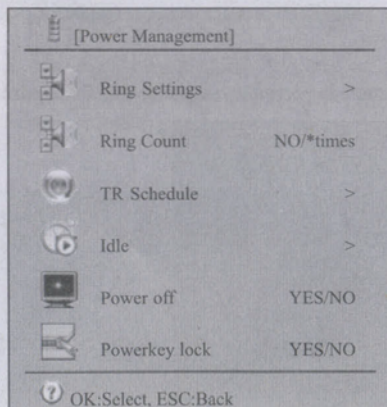 [Power Management]
Ring Settings >
Ring Count NO/*times
TR Schedule >
Idle >
Power off YES/NO
Powerkey lock YES/NO
OK:Select, ESC:Back